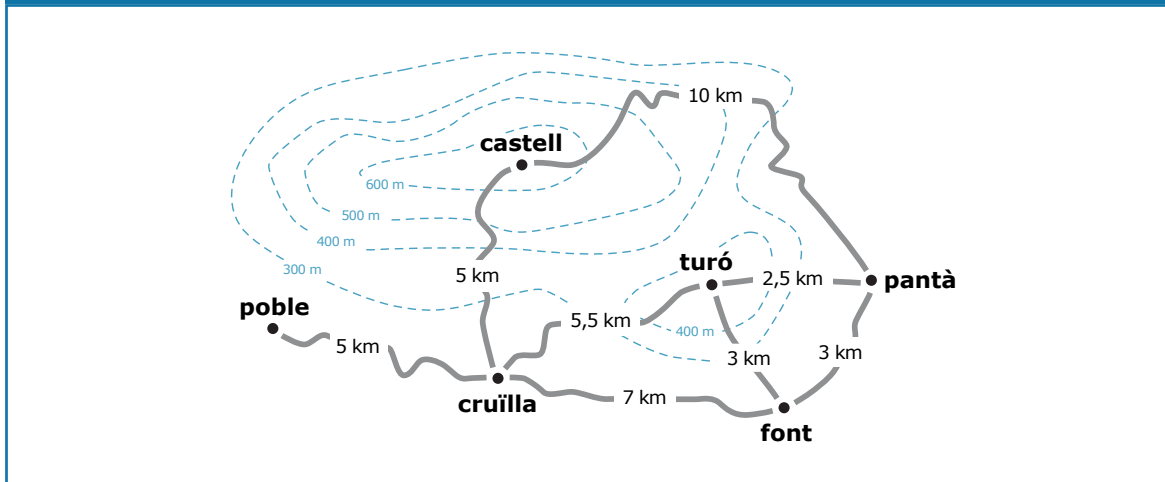 10 km
castell
600 m
500 m
400 m
turó
300 m
5 km
2,5 km
pantà
poble
5,5 km
400 m
5 km
3 km
3 km
7 km
cruïlla
font